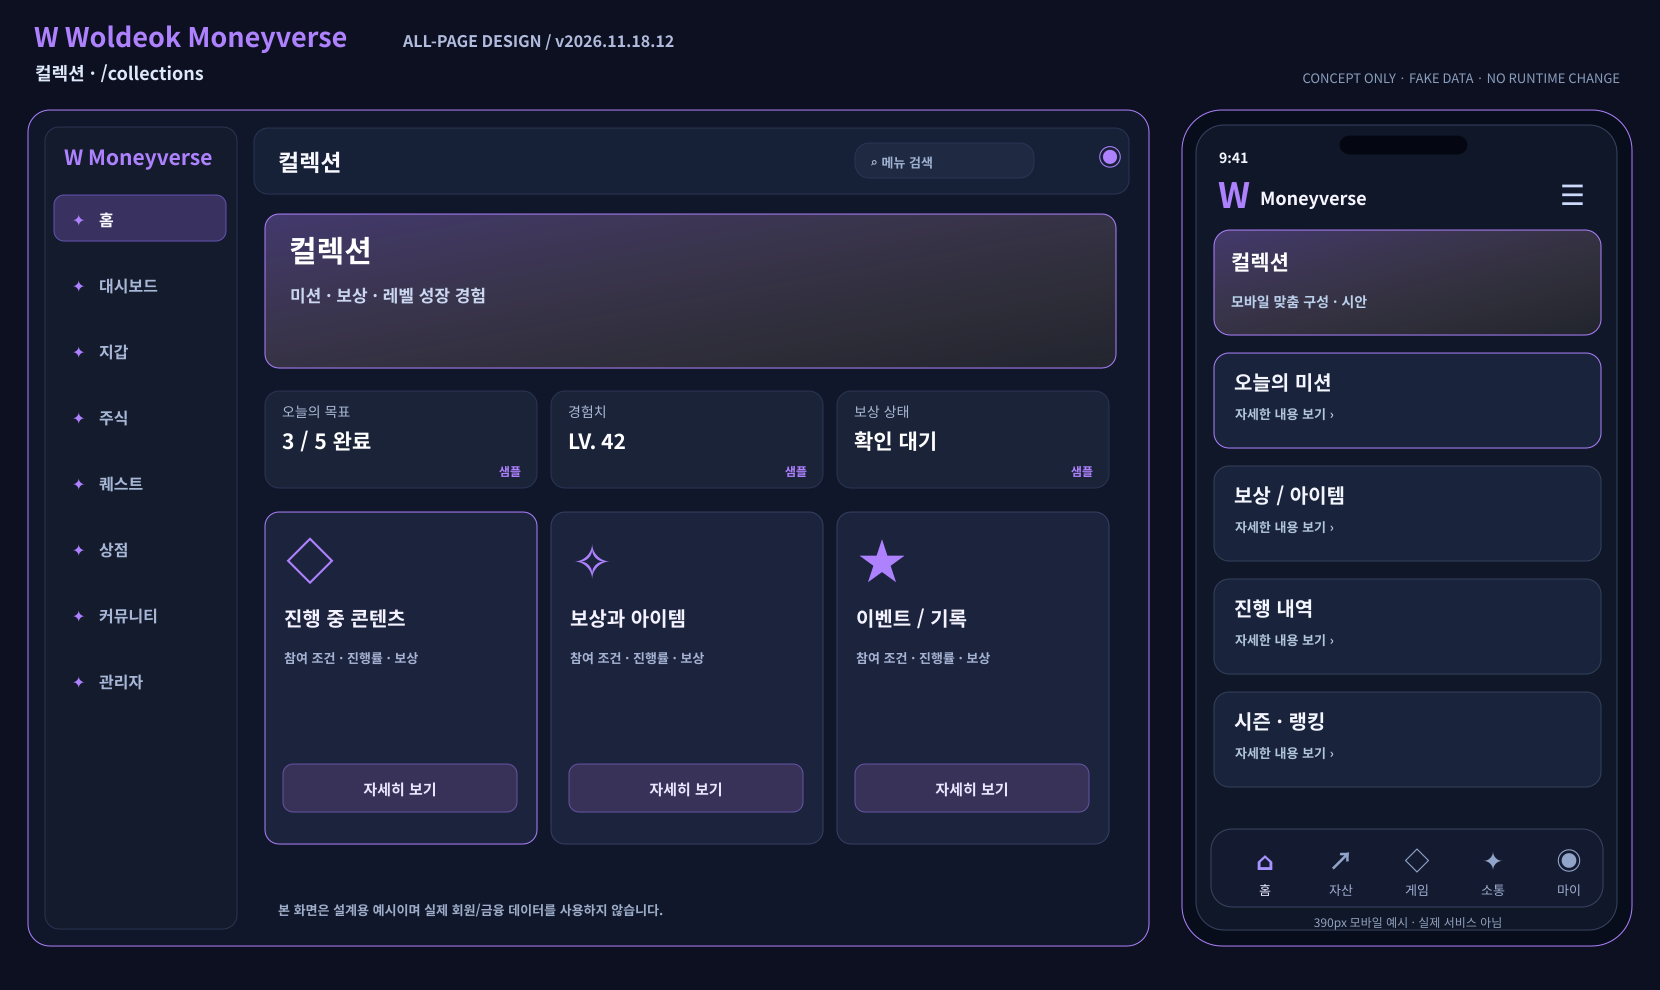 W Woldeok Moneyverse
ALL-PAGE DESIGN / v2026.11.18.12
컬렉션 · /collections
CONCEPT ONLY · FAKE DATA · NO RUNTIME CHANGE
W Moneyverse
홈
대시보드
지갑
주식
퀘스트
상점
커뮤니티
관리자
컬렉션
메뉴 검색
컬렉션
미션 · 보상 · 레벨 성장 경험
오늘의 목표
3 / 5 완료
샘플
경험치
LV. 42
샘플
보상 상태
확인 대기
샘플
진행 중 콘텐츠
참여 조건 · 진행률 · 보상
자세히 보기
보상과 아이템
참여 조건 · 진행률 · 보상
자세히 보기
이벤트 / 기록
참여 조건 · 진행률 · 보상
자세히 보기
본 화면은 설계용 예시이며 실제 회원/금융 데이터를 사용하지 않습니다.
9:41
W Moneyverse
컬렉션
모바일 맞춤 구성 · 시안
오늘의 미션
자세한 내용 보기 ›
보상 / 아이템
자세한 내용 보기 ›
진행 내역
자세한 내용 보기 ›
시즌 · 랭킹
자세한 내용 보기 ›
홈
자산
게임
소통
마이
390px 모바일 예시 · 실제 서비스 아님